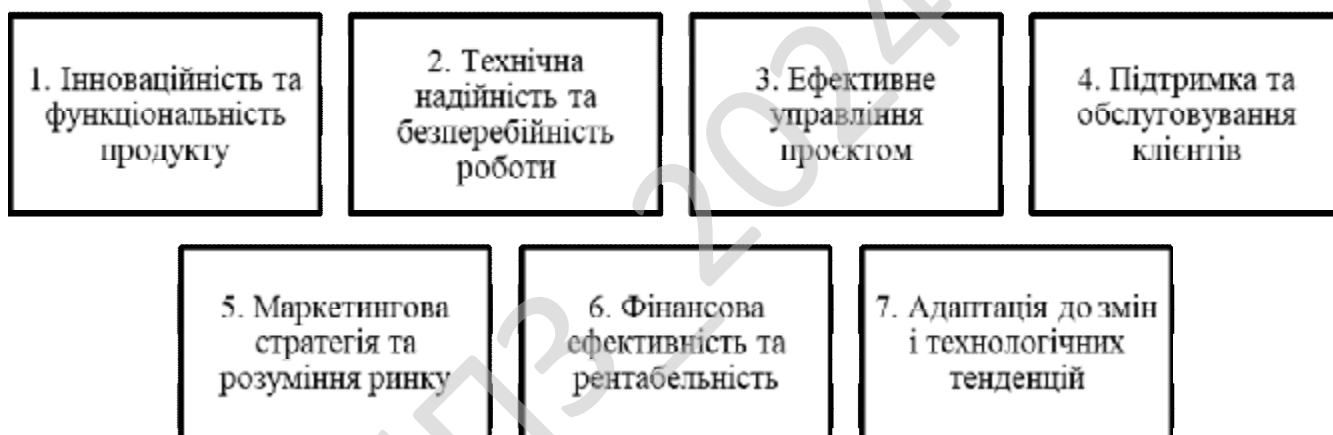 1. Інноваційність та
функціональність
продукту
2. Технічна
надійність та
безперебійність
роботи
3. Ефективне
управління
проєктом
4. Підтримка та
обслуговування
клієнтів
5. Маркетингова
стратегія та
розуміння ринку
6. Фінансова
ефективність та
рентабельність
7. Адаптація до змін
і технологічних
тенденцій